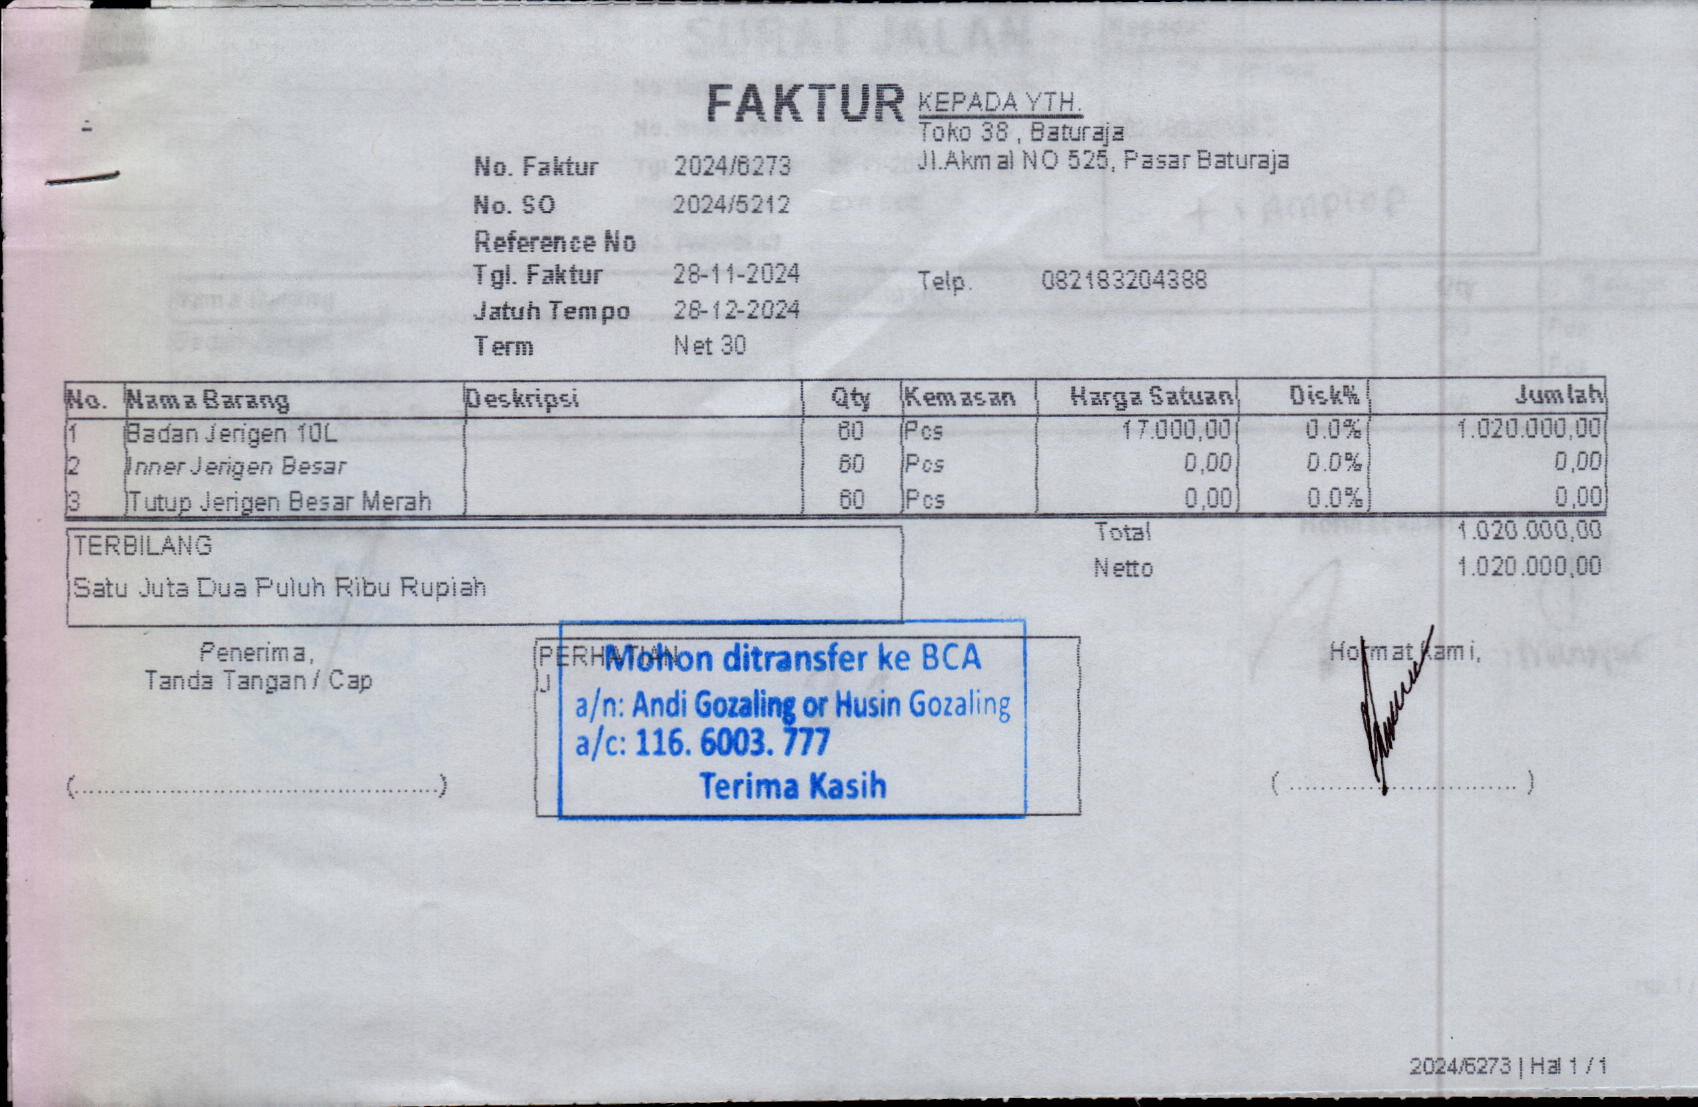 FAKTUR
KEPADA YTH.
Toko 38 , Baturaja
Jl.Akmal NO 525, Pasar Baturaja
No. Faktur 2024/6273
No. SO 2024/5212
Reference No
Tgl. Faktur 28-11-2024
Telp. 082183204388
Jatuh Tempo 28-12-2024
Term Net 30
No. Nama Barang Deskripsi Qty Kemasan Harga Satuan Disk% Jumlah
1 Badan Jerigen 10L 60 Pcs 17.000,00 0.0% 1.020.000,00
2 Inner Jerigen Besar 60 Pcs 0,00 0.0% 0,00
3 Tutup Jerigen Besar Merah 60 Pcs 0,00 0.0% 0,00
TERBILANG
Satu Juta Dua Puluh Ribu Rupiah
Total 1.020.000,00
Netto 1.020.000,00
Penerima,
Tanda Tangan / Cap
(..........................................)
PERHATIAN
J
Mohon ditransfer ke BCA
a/n: Andi Gozaling or Husin Gozaling
a/c: 116. 6003. 777
Terima Kasih
Hormat Kami,
( ............................... )
2024/6273 | Hal 1 / 1